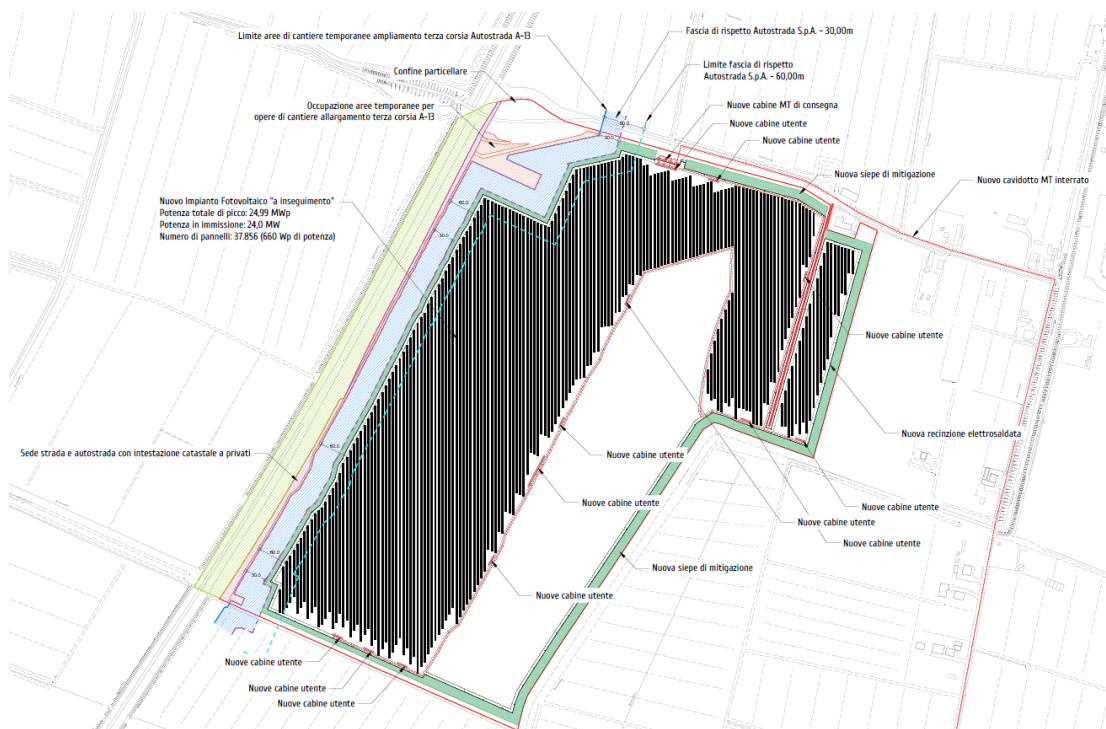 Limite aree di cantiere temporanee ampliamento terza corsia Autostrada A-13
Fascia di rispetto Autostrada S.p.A. - 30,00m
Limite fascia di rispetto
Autostrada S.p.A. - 60,00m
Confine particellare
Nuove cabine MT di consegna
Occupazione aree temporanee per
opere di cantiere allargamento terza corsia A-13
Nuove cabine utente
Nuove cabine utente
Nuova siepe di mitigazione
Nuovo cavidotto MT interrato
Nuovo Impianto Fotovoltaico "a inseguimento"
Potenza totale di picco: 24,99 MWp
Potenza in immissione: 24,0 MW
Numero di pannelli: 37.856 (660 Wp di potenza)
Nuove cabine utente
Nuova recinzione elettrosaldata
Sede strada e autostrada con intestazione catastale a privati
Nuove cabine utente
Nuove cabine utente
Nuove cabine utente
Nuove cabine utente
Nuove cabine utente
Nuova siepe di mitigazione
Nuove cabine utente
Nuove cabine utente
Nuove cabine utente
Nuove cabine utente